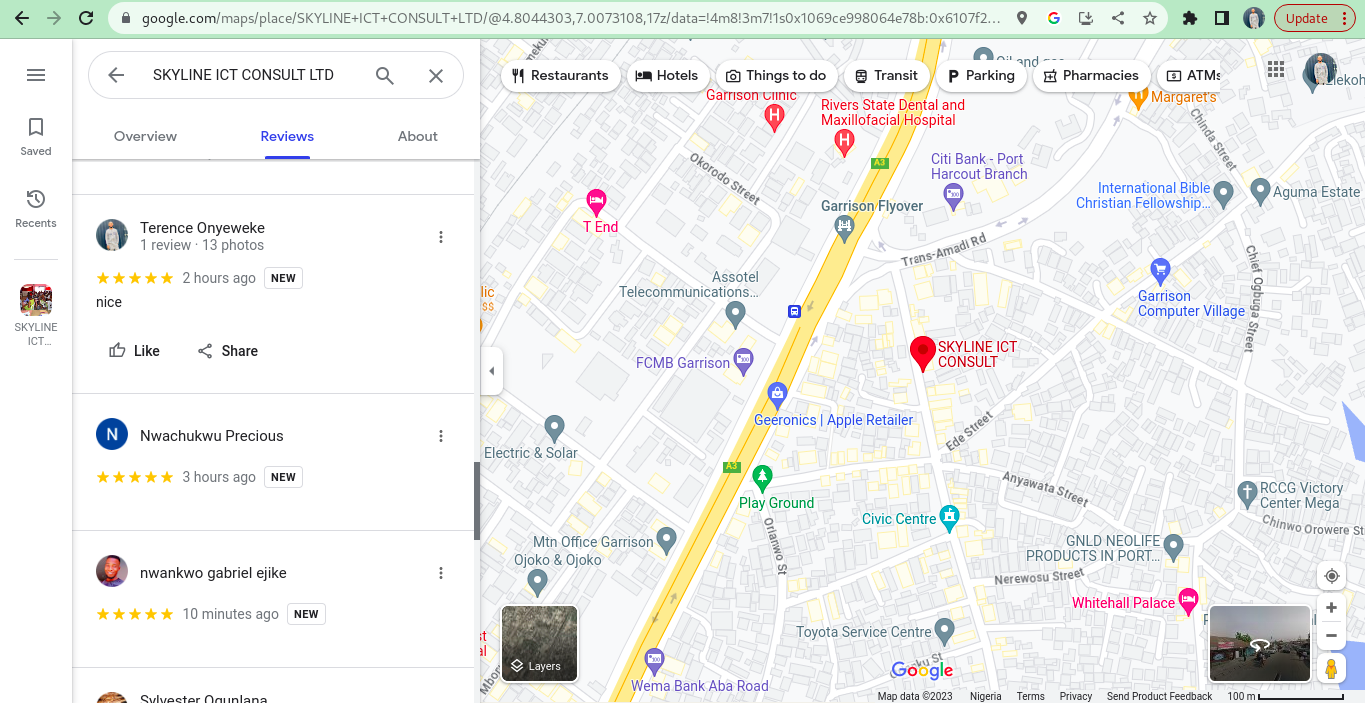 google.com/maps/place/SKYLINE+ICT+CONSULT+LTD/@4.8044303,7.0073108,17z/data=!4m8!3m7!1s0x1069ce998064e78b:0x6107f2...
Update
SKYLINE ICT CONSULT LTD
Overview
Reviews
About
Saved
Recents
SKYLINE
ICT...
Terence Onyeweke
1 review · 13 photos
2 hours ago NEW
nice
Like
Share
Nwachukwu Precious
N
3 hours ago NEW
nwankwo gabriel ejike
10 minutes ago NEW
Sylvester Ogunlana
Restaurants
Hotels
Things to do
Transit
Parking
Pharmacies
ATMs
Oil and gas
Garrison Clinic
Rivers State Dental and
Maxillofacial Hospital
Margaret's
Chinda Street
A3
Citi Bank - Port
Harcout Branch
Okorodo Street
International Bible
Christian Fellowship...
Aguma Estate
Garrison Flyover
T End
Trans-Amadi Rd
Chief Ogbuga Street
Assotel
Telecommunications...
Garrison
Computer Village
SKYLINE ICT
CONSULT
FCMB Garrison
Geeronics | Apple Retailer
Ede Street
Electric & Solar
A3
Play Ground
Anyawata Street
RCCG Victory
Center Mega
Civic Centre
Chinwo Orowere St
Orianwo St
Mtn Office Garrison
Ojoko & Ojoko
GNLD NEOLIFE
PRODUCTS IN PORT...
Nerewosu Street
Whitehall Palace
Toyota Service Centre
Layers
Google
Wema Bank Aba Road
Map data ©2023
Nigeria
Terms
Privacy
Send Product Feedback
100 m